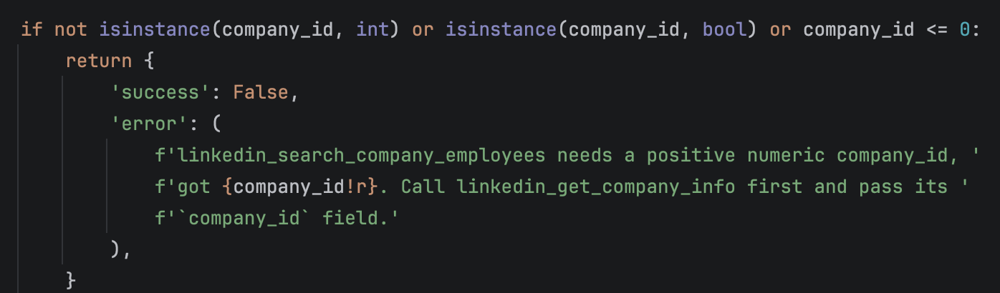 if not isinstance(company_id, int) or isinstance(company_id, bool) or company_id <= 0:
    return {
        'success': False,
        'error': (
            f'linkedin_search_company_employees needs a positive numeric company_id, '
            f'got {company_id!r}. Call linkedin_get_company_info first and pass its '
            f'`company_id` field.'
        ),
    }